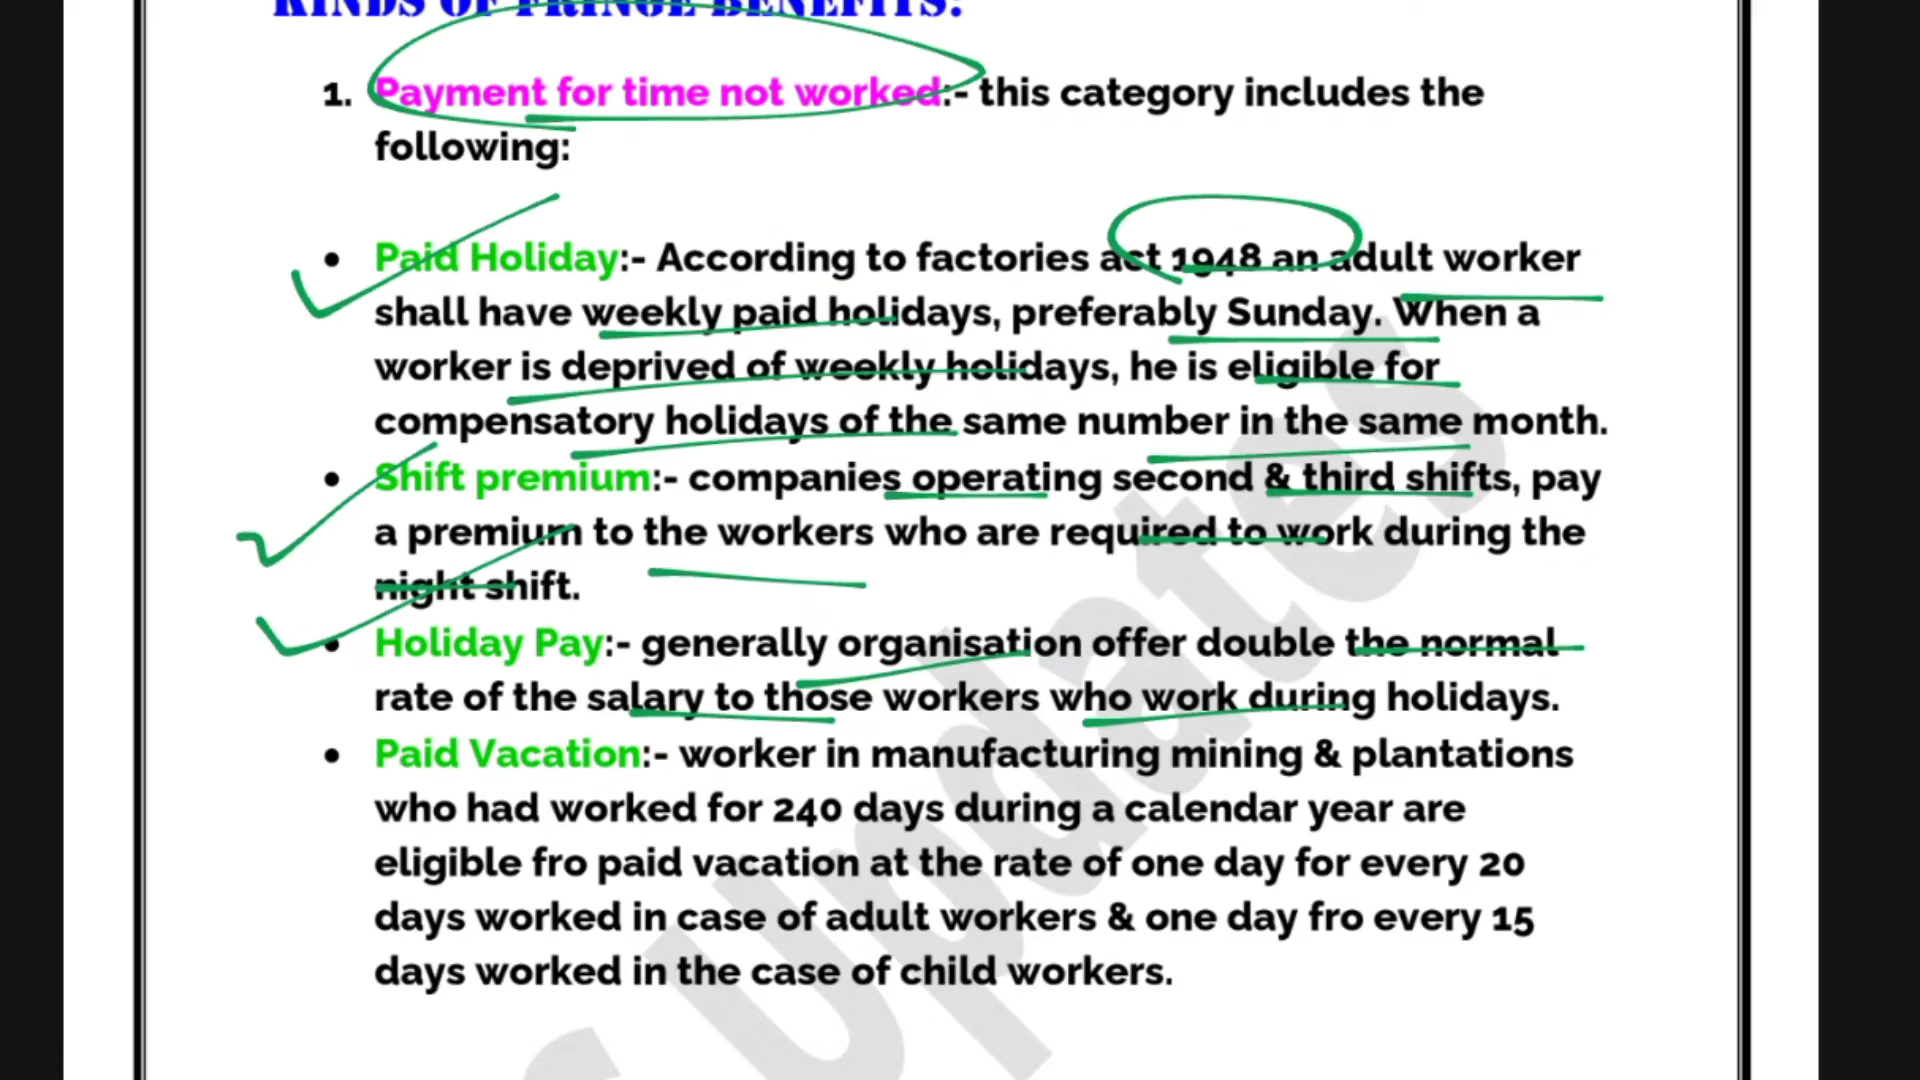 KINDS OF FRINGE BENEFITS:
1. Payment for time not worked:- this category includes the
following:
• Paid Holiday:- According to factories act 1948 an adult worker
shall have weekly paid holidays, preferably Sunday. When a
worker is deprived of weekly holidays, he is eligible for
compensatory holidays of the same number in the same month.
• Shift premium:- companies operating second & third shifts, pay
a premium to the workers who are required to work during the
night shift.
• Holiday Pay:- generally organisation offer double the normal
rate of the salary to those workers who work during holidays.
• Paid Vacation:- worker in manufacturing mining & plantations
who had worked for 240 days during a calendar year are
eligible fro paid vacation at the rate of one day for every 20
days worked in case of adult workers & one day fro every 15
days worked in the case of child workers.
Updates